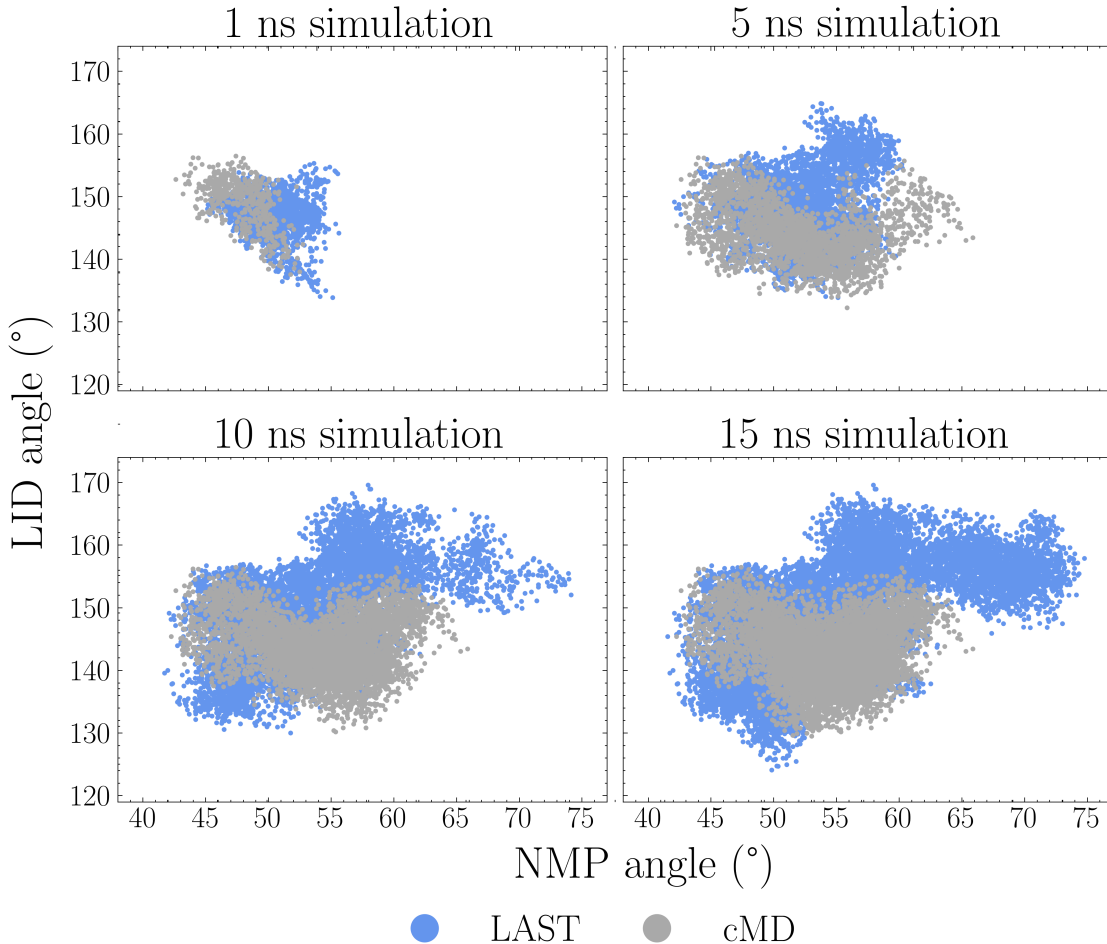 1 ns simulation
5 ns simulation
170
160
150
140
130
120
10 ns simulation
15 ns simulation
170
160
150
140
130
120
40 45 50 55 60 65 70 75
40 45 50 55 60 65 70 75
LID angle (°)
NMP angle (°)
LAST
cMD